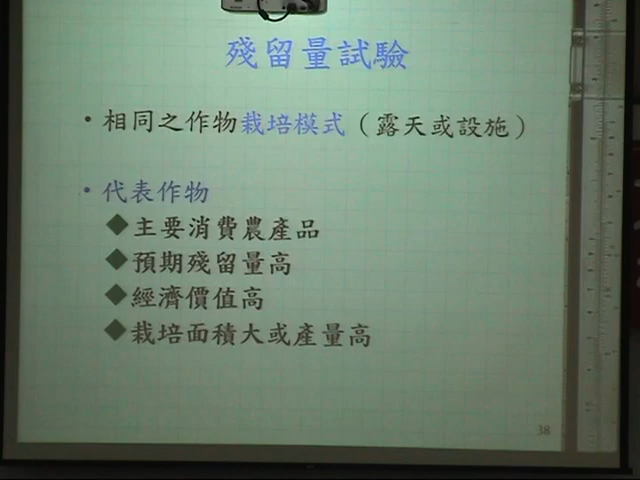 殘留量試驗
•相同之作物栽培模式（露天或設施）
•代表作物
◆主要消費農產品
◆預期殘留量高
◆經濟價值高
◆栽培面積大或產量高
38